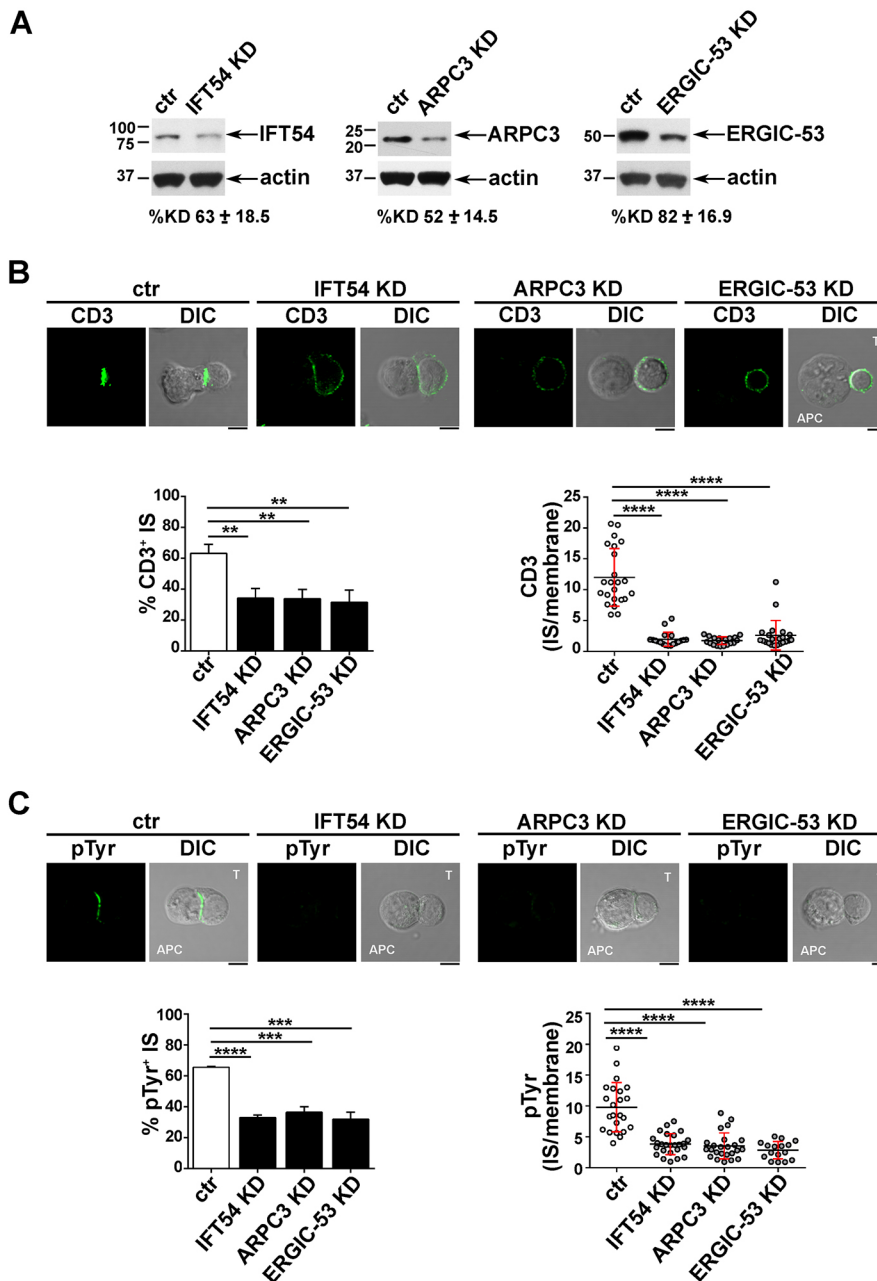 A
ctr IFT54 KD
100
75
IFT54
37
actin
%KD 63 ± 18.5
ctr ARPC3 KD
25
20
ARPC3
37
actin
%KD 52 ± 14.5
ctr ERGIC-53 KD
50
ERGIC-53
37
actin
%KD 82 ± 16.9
B
ctr IFT54 KD ARPC3 KD ERGIC-53 KD
CD3 DIC CD3 DIC CD3 DIC CD3 DIC
T
APC
% CD3+ IS
100
80
60
40
20
0
**
**
**
ctr
IFT54 KD
ARPC3 KD
ERGIC-53 KD
CD3
(IS/membrane)
25
20
15
10
5
0
****
****
****
ctr
IFT54 KD
ARPC3 KD
ERGIC-53 KD
C
ctr IFT54 KD ARPC3 KD ERGIC-53 KD
pTyr DIC pTyr DIC pTyr DIC pTyr DIC
T T
APC APC APC APC
% pTyr+ IS
100
80
60
40
20
0
***
***
****
ctr
IFT54 KD
ARPC3 KD
ERGIC-53 KD
pTyr
(IS/membrane)
25
20
15
10
5
0
****
****
****
ctr
IFT54 KD
ARPC3 KD
ERGIC-53 KD